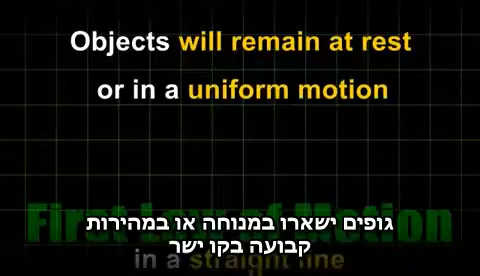 Objects will remain at rest
or in a uniform motion
First Law of Motion
גופים ישארו במנוחה או במהירות
קבועה בקו ישר
in a straight line